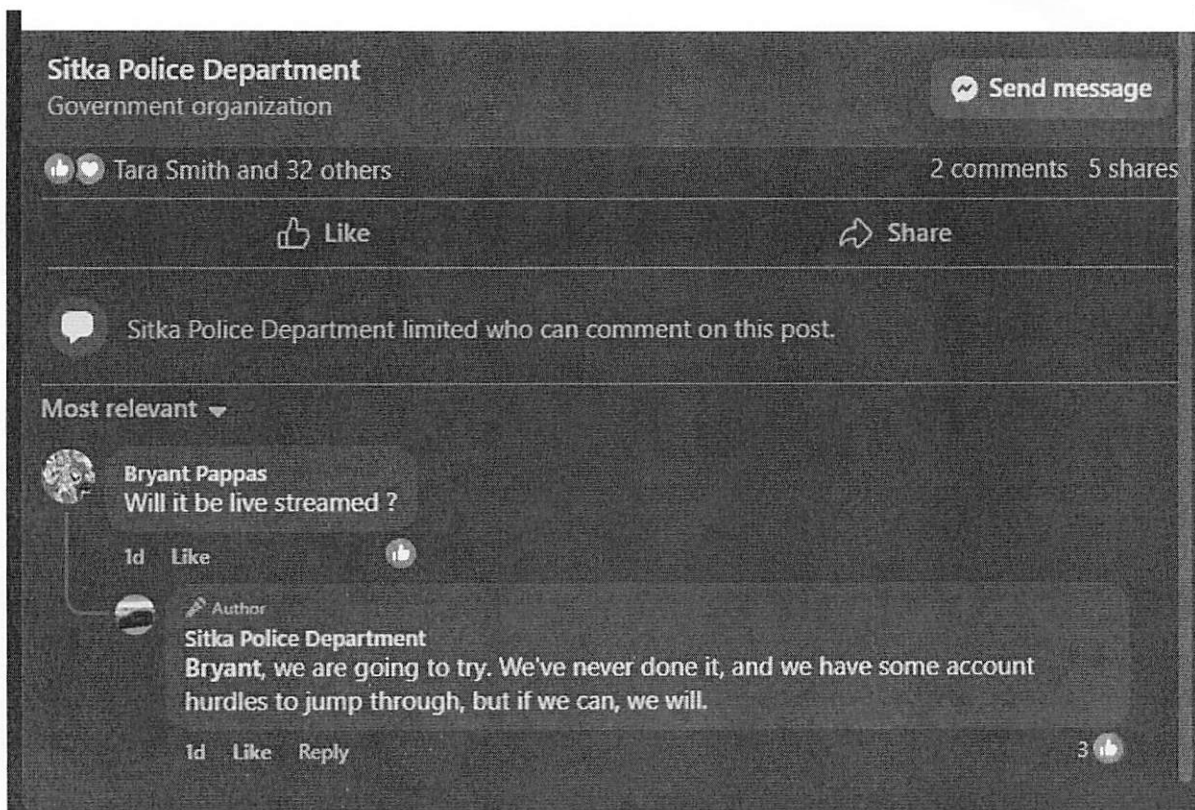 Sitka Police Department
Send message
Government organization
Tara Smith and 32 others
2 comments 5 shares
Like
Share
Sitka Police Department limited who can comment on this post.
Most relevant
Bryant Pappas
Will it be live streamed ?
1d Like
Author
Sitka Police Department
Bryant, we are going to try. We've never done it, and we have some account
hurdles to jump through, but if we can, we will.
1d Like Reply
3